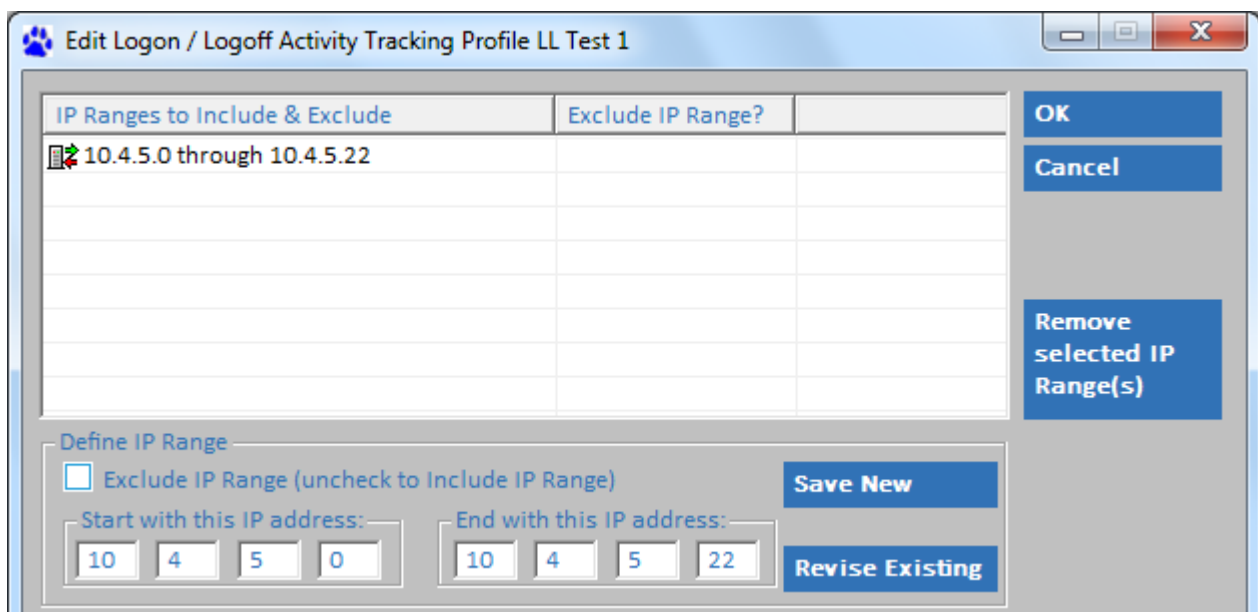 Edit Logon / Logoff Activity Tracking Profile LL Test 1
IP Ranges to Include & Exclude Exclude IP Range?
10.4.5.0 through 10.4.5.22
OK
Cancel
Remove
selected IP
Range(s)
Define IP Range
Exclude IP Range (uncheck to Include IP Range)
Save New
Start with this IP address: End with this IP address:
10 4 5 0 10 4 5 22
Revise Existing